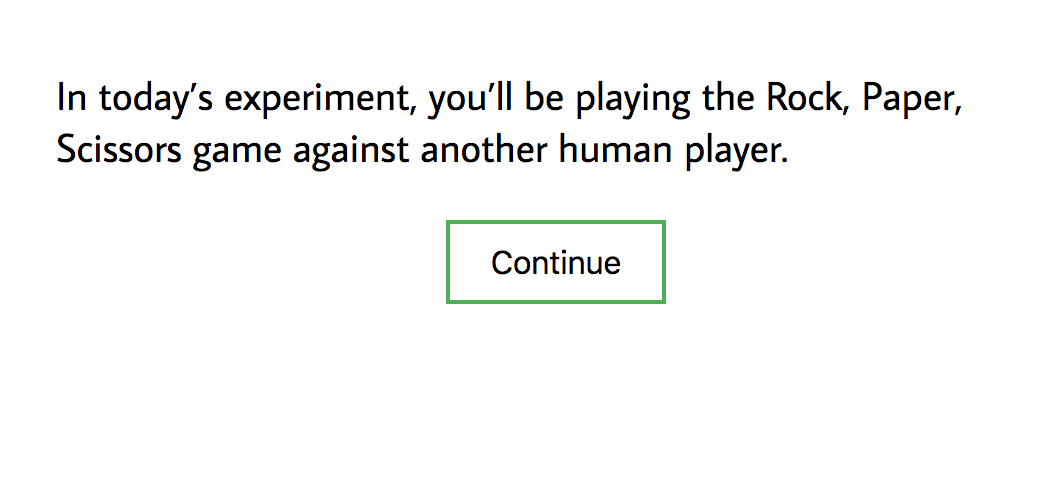 In today’s experiment, you’ll be playing the Rock, Paper,
Scissors game against another human player.
Continue